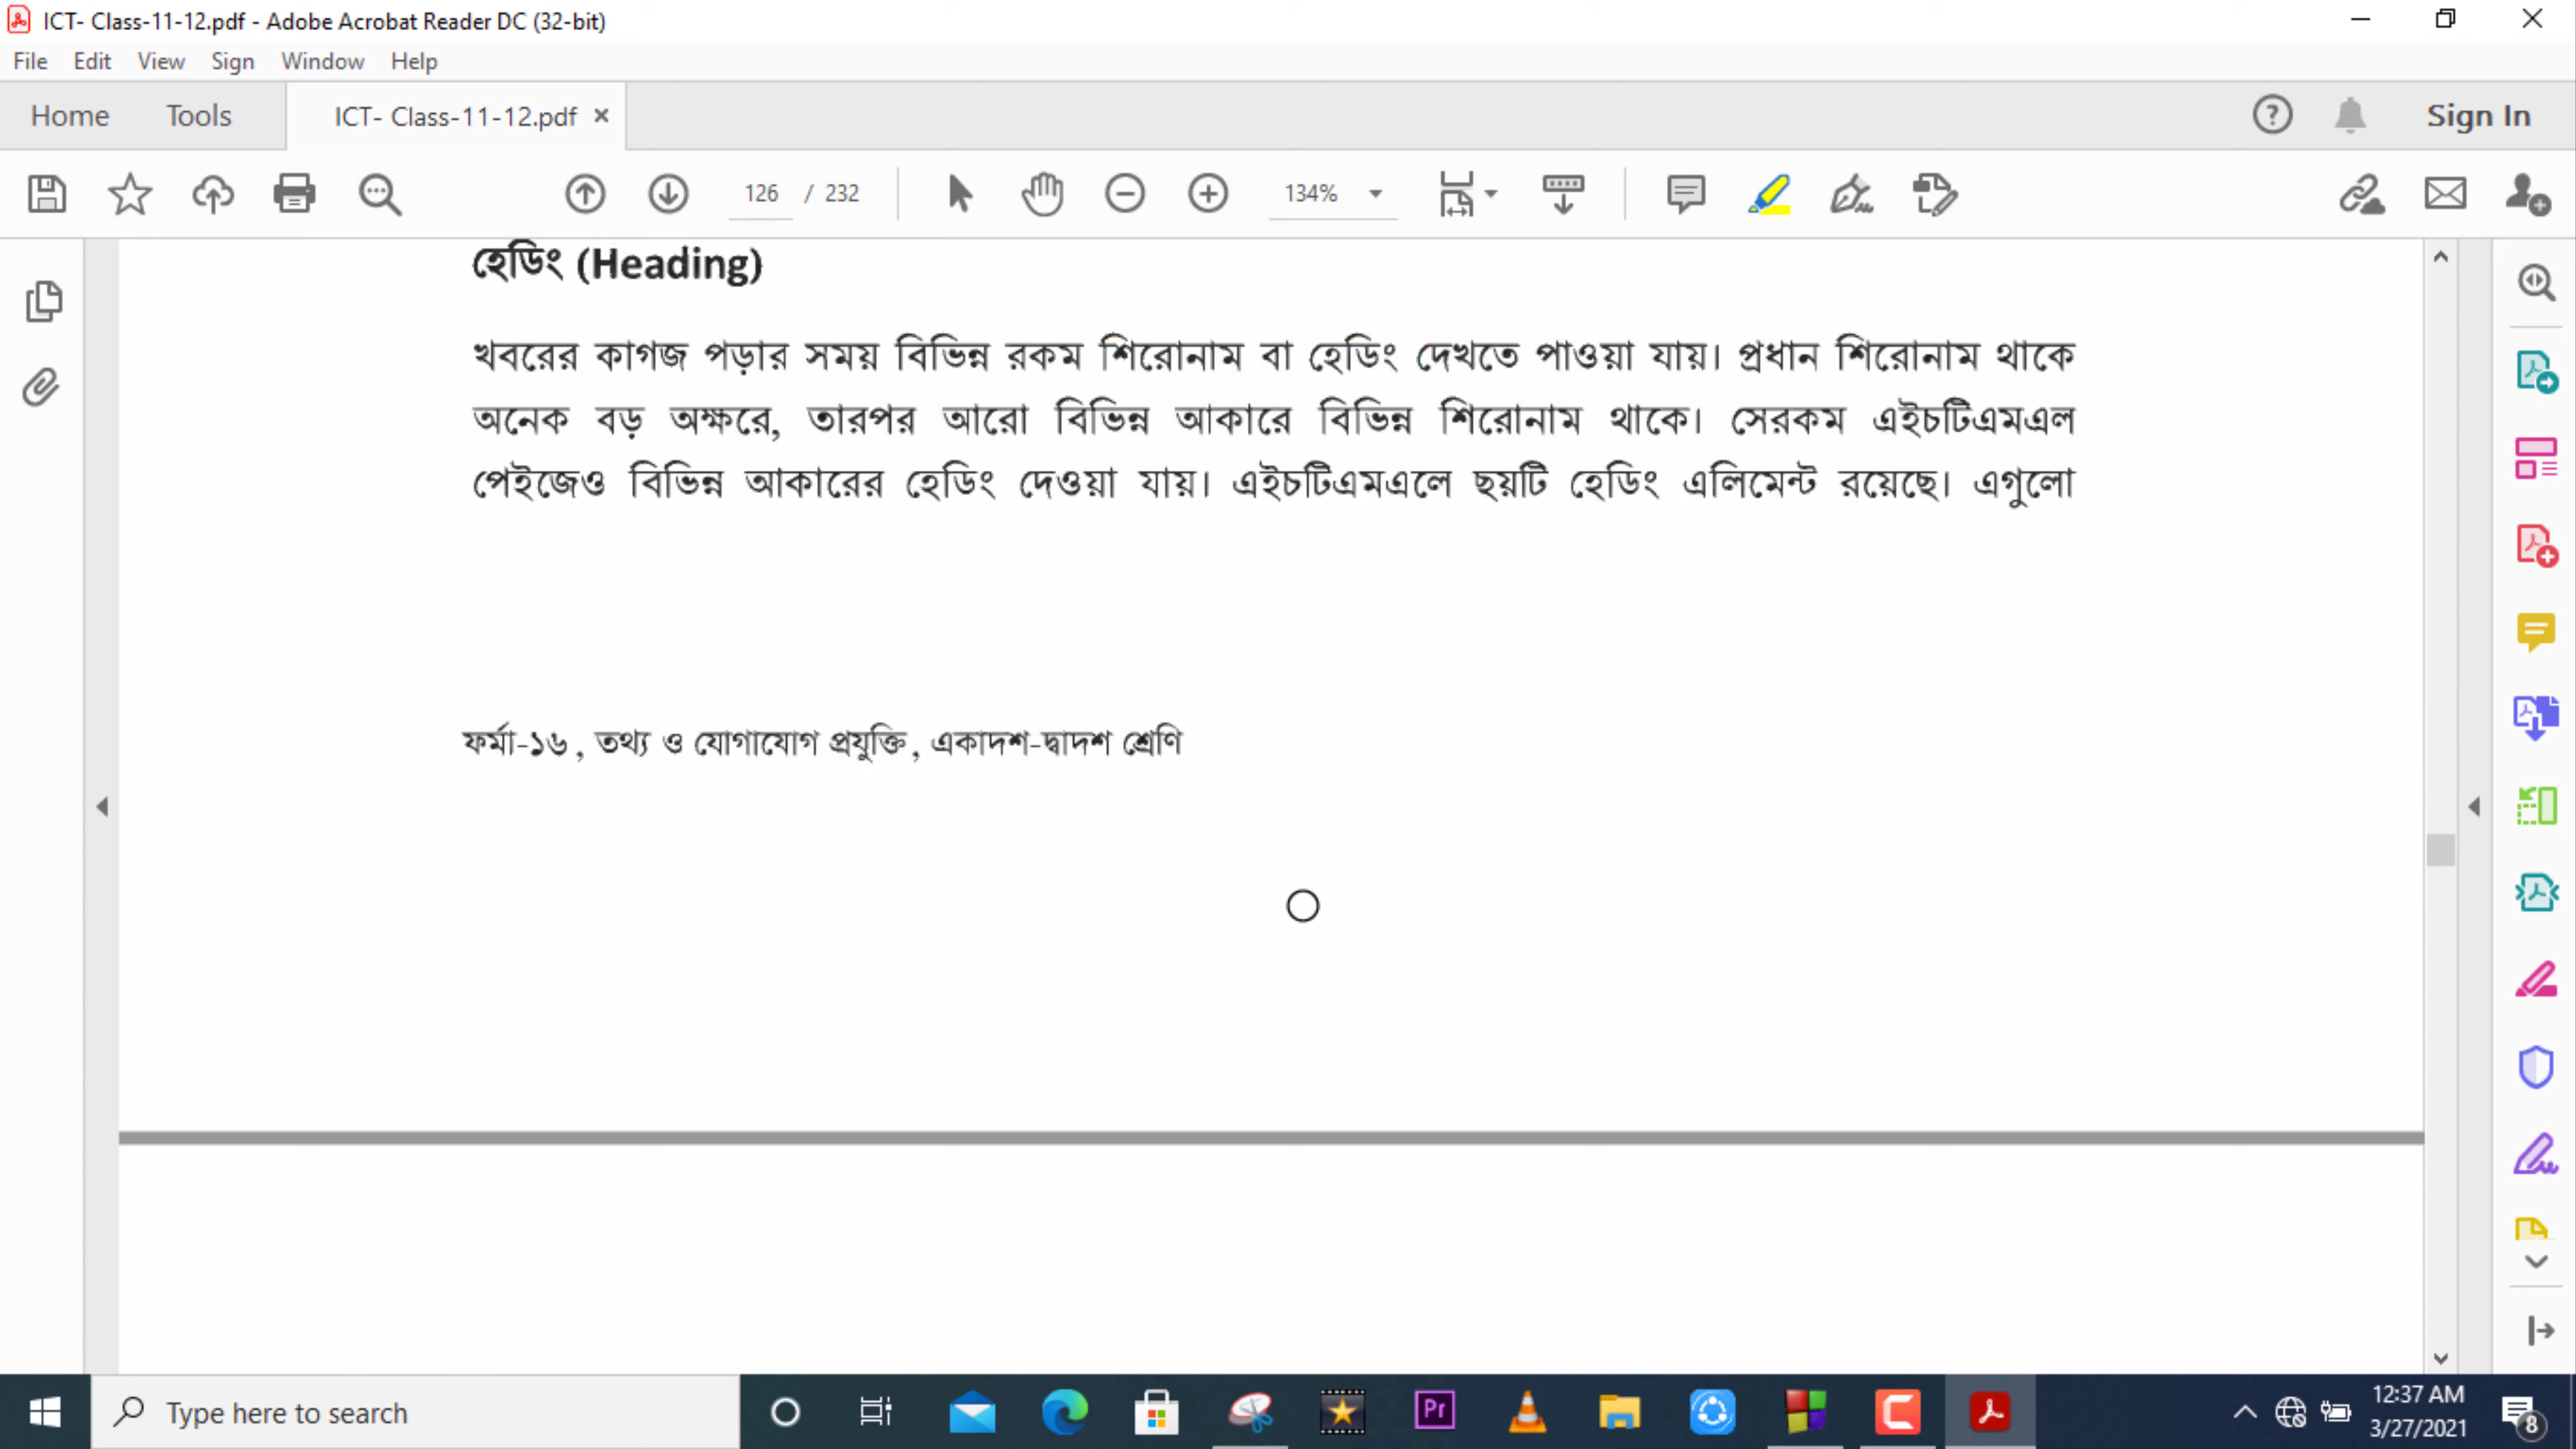 ICT- Class-11-12.pdf - Adobe Acrobat Reader DC (32-bit)
File Edit View Sign Window Help
Home Tools ICT- Class-11-12.pdf Sign In
126 / 232 134%
হেডিং (Heading)
খবরের কাগজ পড়ার সময় বিভিন্ন রকম শিরোনাম বা হেডিং দেখতে পাওয়া যায়। প্রধান শিরোনাম থাকে
অনেক বড় অক্ষরে, তারপর আরো বিভিন্ন আকারে বিভিন্ন শিরোনাম থাকে। সেরকম এইচটিএমএল
পেইজেও বিভিন্ন আকারের হেডিং দেওয়া যায়। এইচটিএমএলে ছয়টি হেডিং এলিমেন্ট রয়েছে। এগুলো
ফর্মা-১৬, তথ্য ও যোগাযোগ প্রযুক্তি, একাদশ-দ্বাদশ শ্রেণি
Type here to search
Pr
12:37 AM
3/27/2021
8